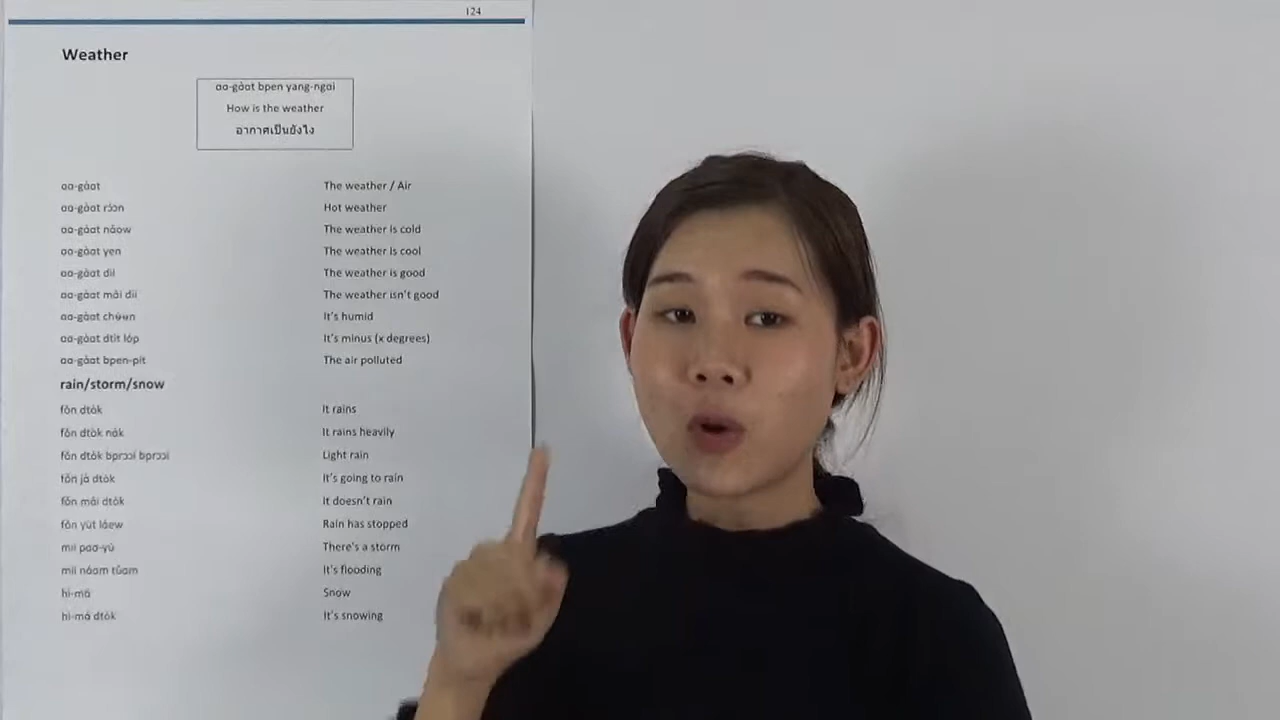 124
Weather
aa-gàat bpen yang-ngai
How is the weather
อากาศเป็นยังไง
aa-gàat The weather / Air
aa-gàat rɔ́ɔn Hot weather
aa-gàat nǎow The weather is cold
aa-gàat yen The weather is cool
aa-gàat dii The weather is good
aa-gàat mâi dii The weather isn't good
aa-gàat chʉ́ʉn It's humid
aa-gàat dtìt lóp It's minus (x degrees)
aa-gàat bpen-pít The air polluted
rain/storm/snow
fǒn dtòk It rains
fǒn dtòk nàk It rains heavily
fǒn dtòk bprɔɔi bprɔɔi Light rain
fǒn jà dtòk It's going to rain
fǒn mâi dtòk It doesn't rain
fǒn yùt láew Rain has stopped
mii paa-yú There's a storm
mii náam tûam It's flooding
hì-má Snow
hì-má dtòk It's snowing